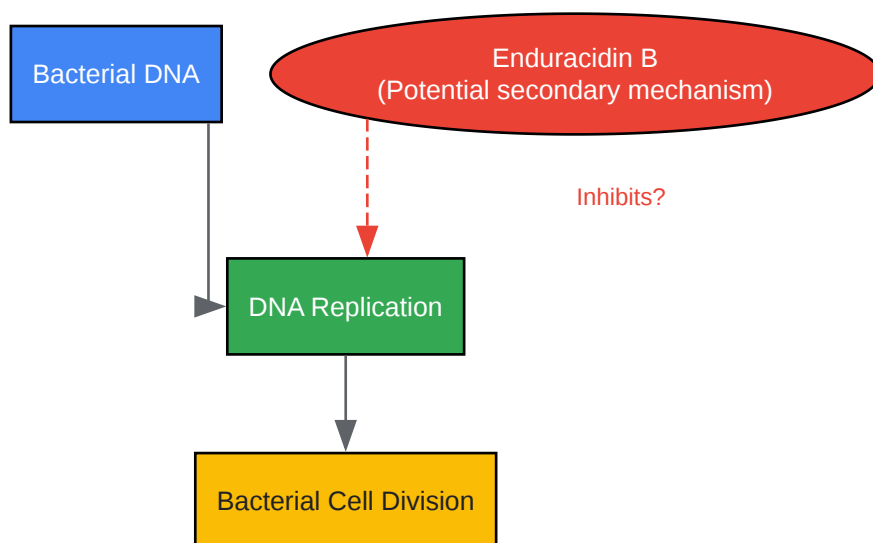 Bacterial DNA
Enduracidin B
(Potential secondary mechanism)
Inhibits?
DNA Replication
Bacterial Cell Division